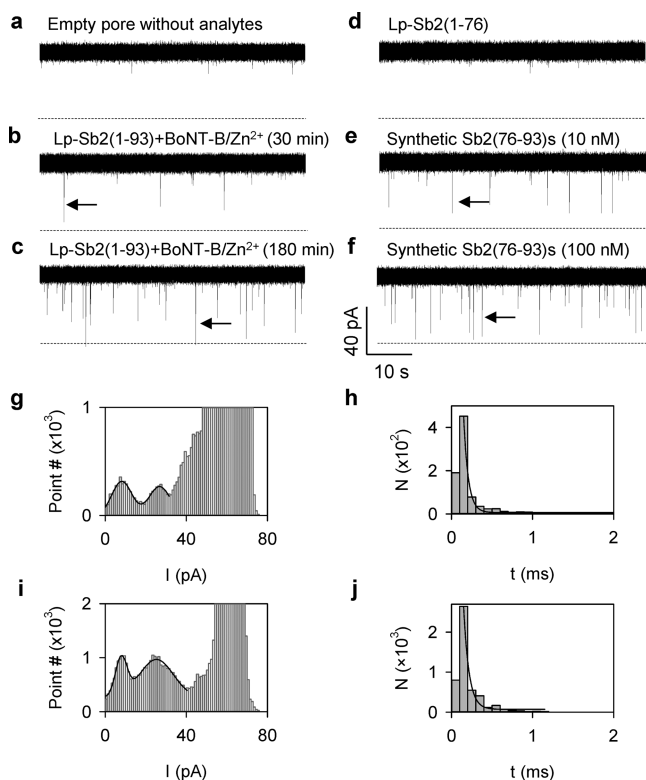 a Empty pore without analytes
b Lp-Sb2(1-93)+BoNT-B/Zn²⁺ (30 min)
c Lp-Sb2(1-93)+BoNT-B/Zn²⁺ (180 min)
d Lp-Sb2(1-76)
e Synthetic Sb2(76-93)s (10 nM)
f Synthetic Sb2(76-93)s (100 nM)
40 pA
10 s
g
Point # (x10³)
1
0
0 40 80
I (pA)
h
N (x10²)
4
2
0
0 1 2
t (ms)
i
Point # (x10³)
2
1
0
0 40 80
I (pA)
j
N (×10³)
2
1
0
0 1 2
t (ms)